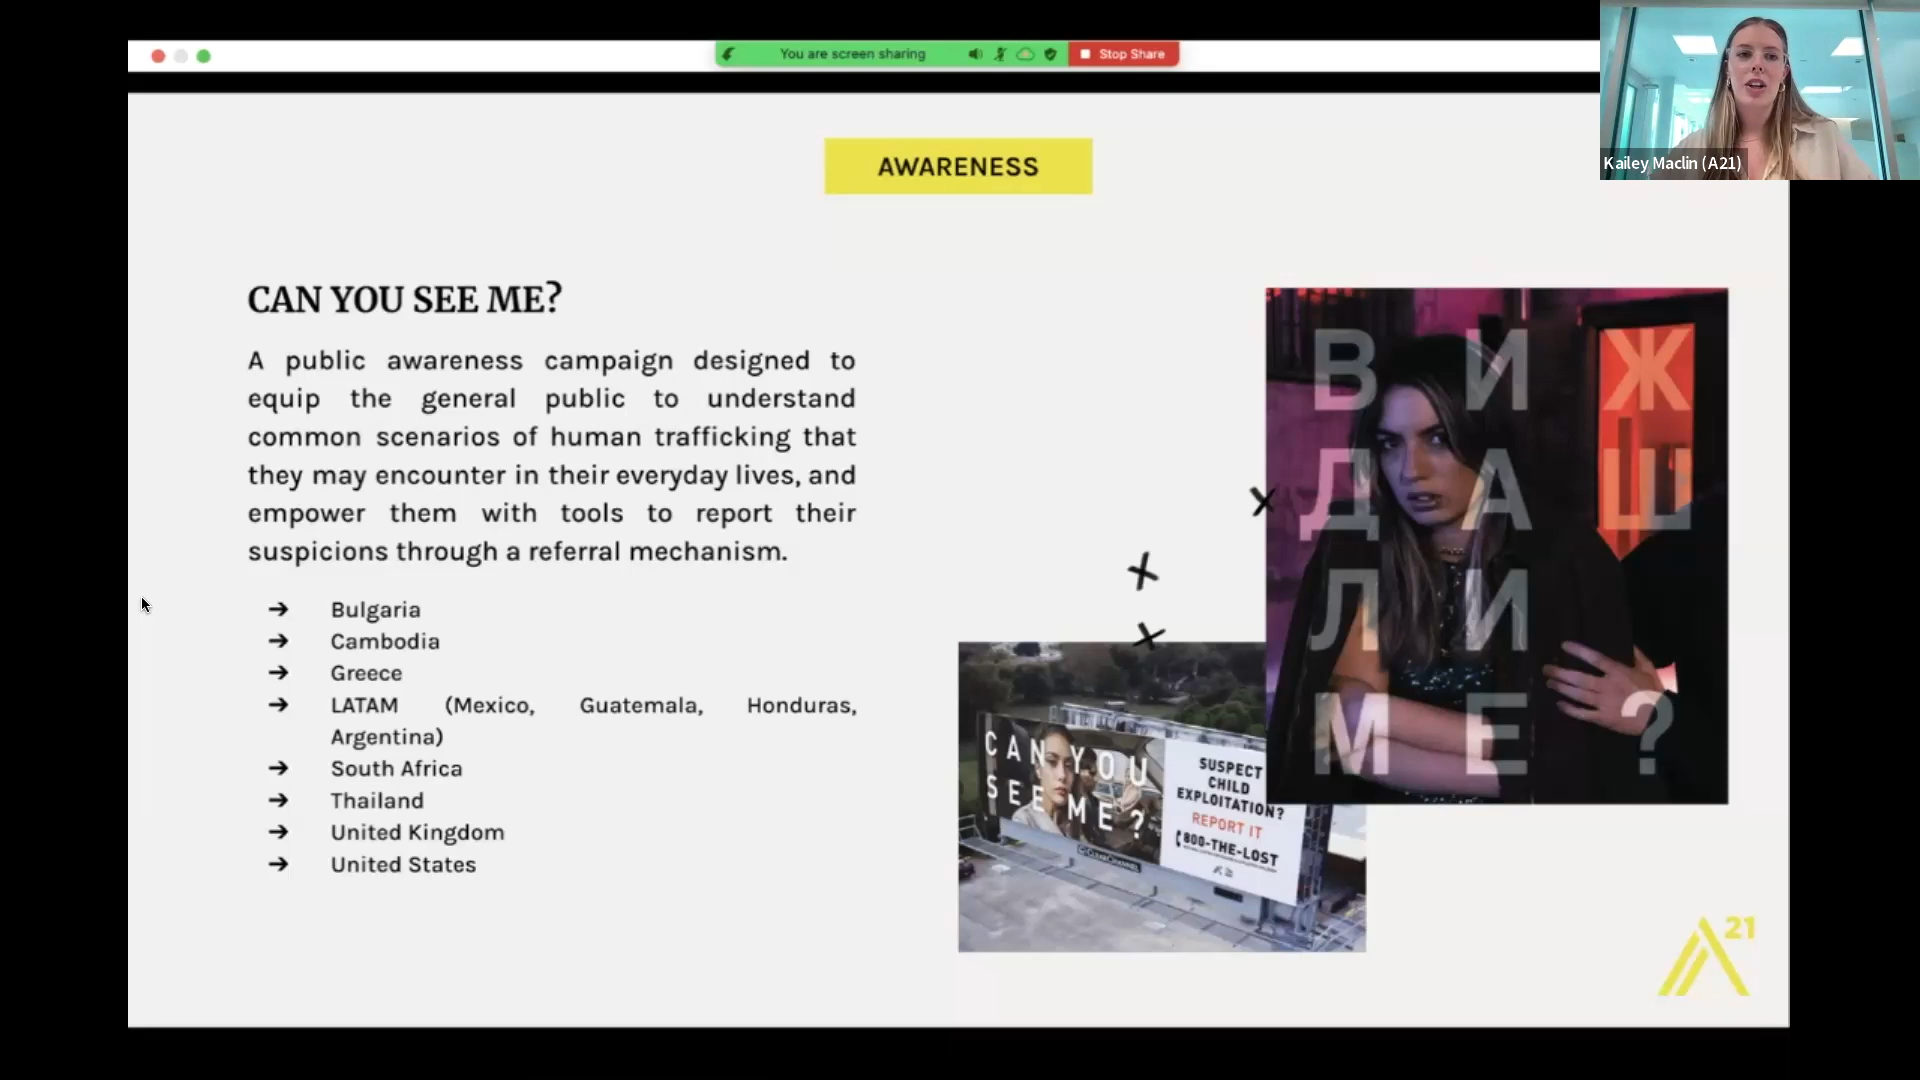 You are screen sharing
Stop Share
Kailey Maclin (A21)
AWARENESS
CAN YOU SEE ME?
A public awareness campaign designed to
equip the general public to understand
common scenarios of human trafficking that
they may encounter in their everyday lives, and
empower them with tools to report their
suspicions through a referral mechanism.
➔ Bulgaria
➔ Cambodia
➔ Greece
➔ LATAM (Mexico, Guatemala, Honduras,
Argentina)
➔ South Africa
➔ Thailand
➔ United Kingdom
➔ United States
CAN YOU
SEE ME?
SUSPECT
CHILD
EXPLOITATION?
REPORT IT
800-THE-LOST
CLEARCHANNEL
В И Ж
Д А Ш
Л И
М Е ?
21